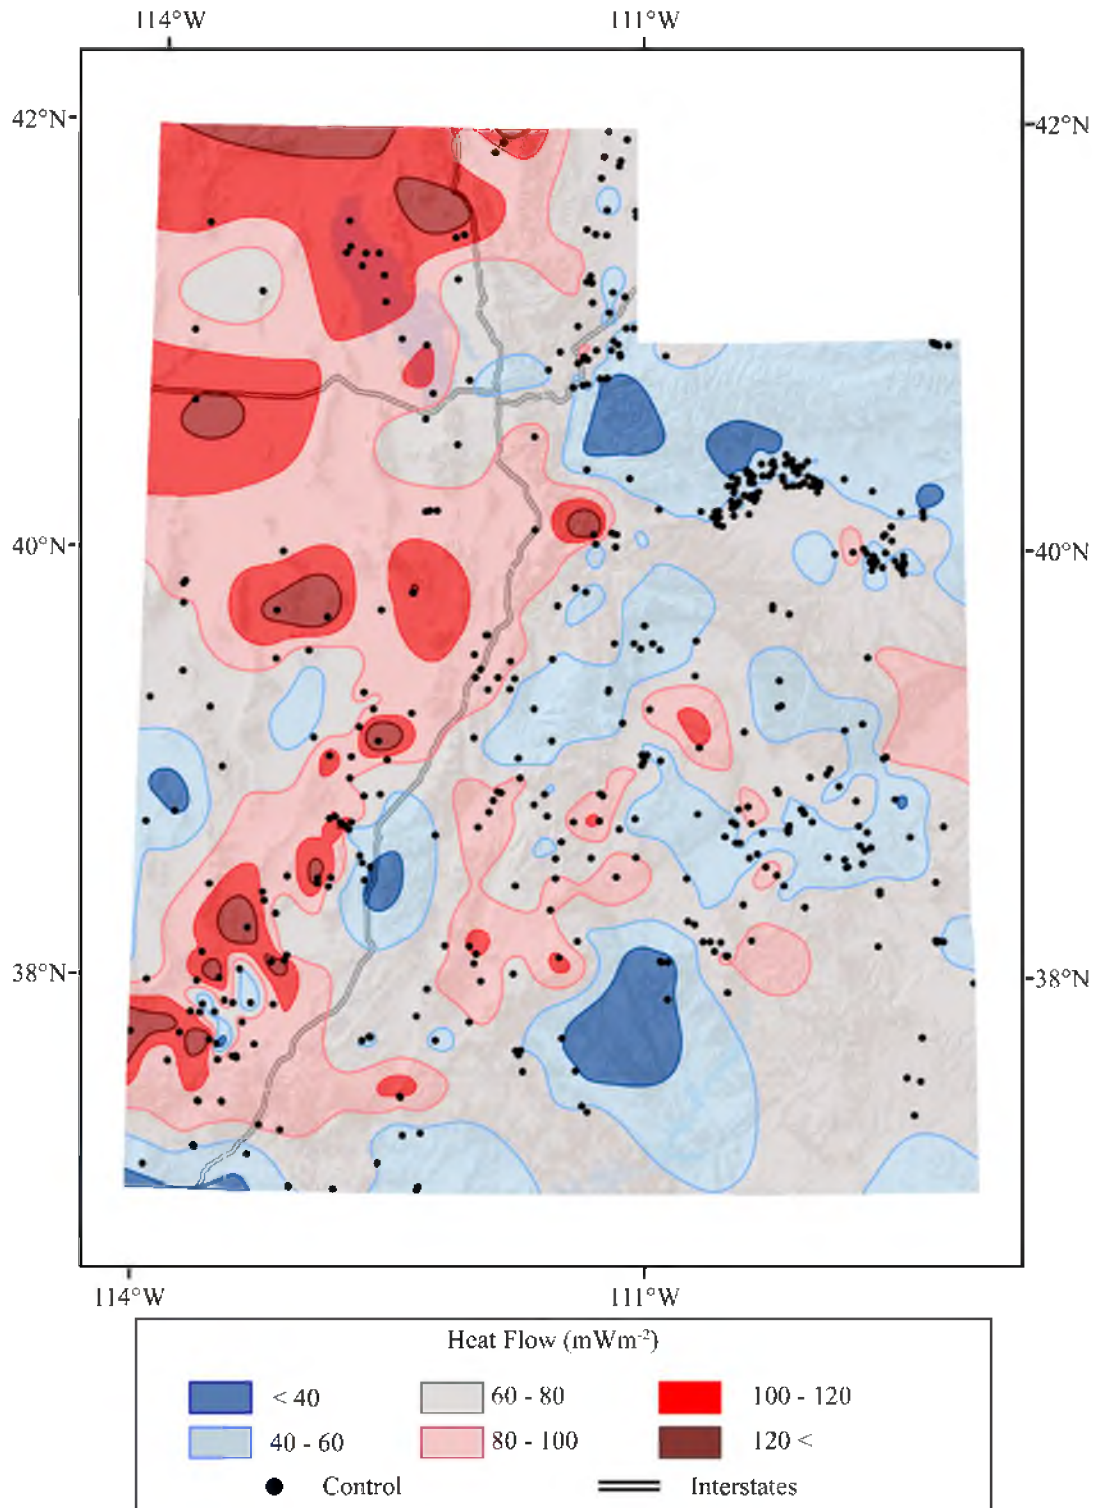 114°W 111°W
42°N 42°N
40°N 40°N
38°N 38°N
114°W 111°W
Heat Flow (mWm⁻²)
< 40 60 - 80 100 - 120
40 - 60 80 - 100 120 <
Control Interstates